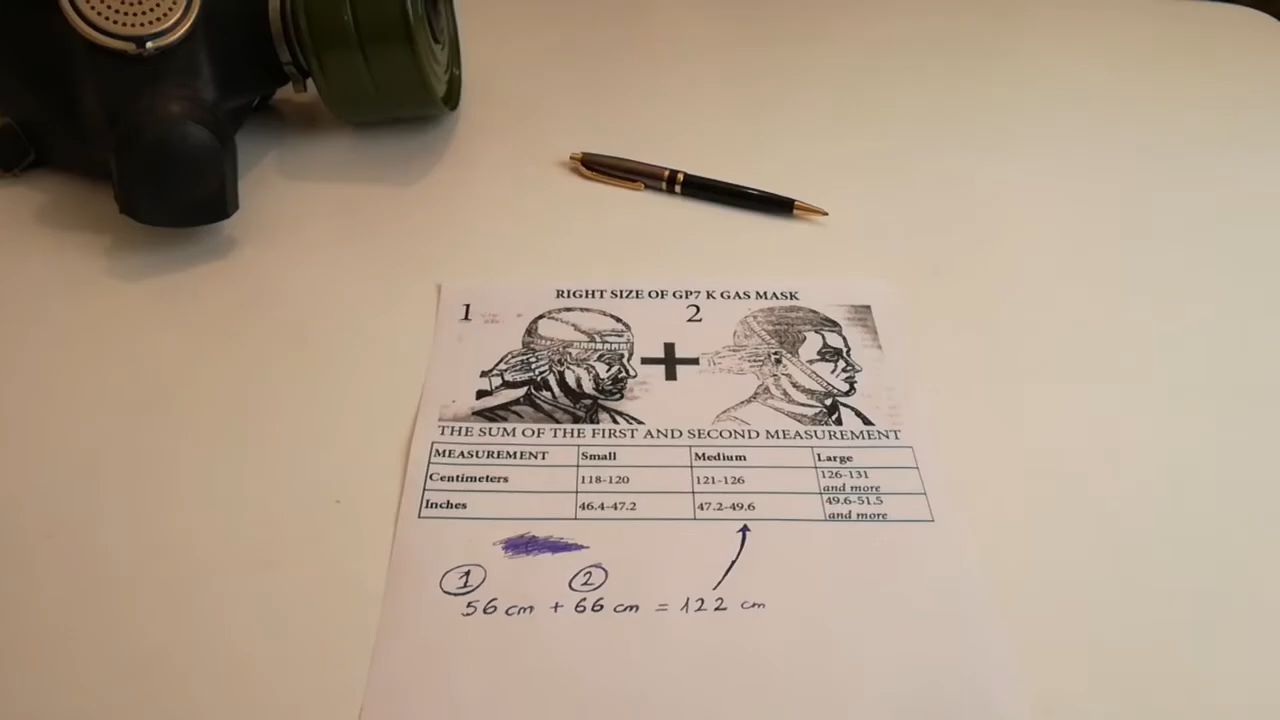 RIGHT SIZE OF GP7 K GAS MASK
1 2
THE SUM OF THE FIRST AND SECOND MEASUREMENT
MEASUREMENT Small Medium Large
Centimeters 118-120 121-126 126-131 and more
Inches 46.4-47.2 47.2-49.6 49.6-51.5 and more
1 2
56 cm + 66 cm = 122 cm